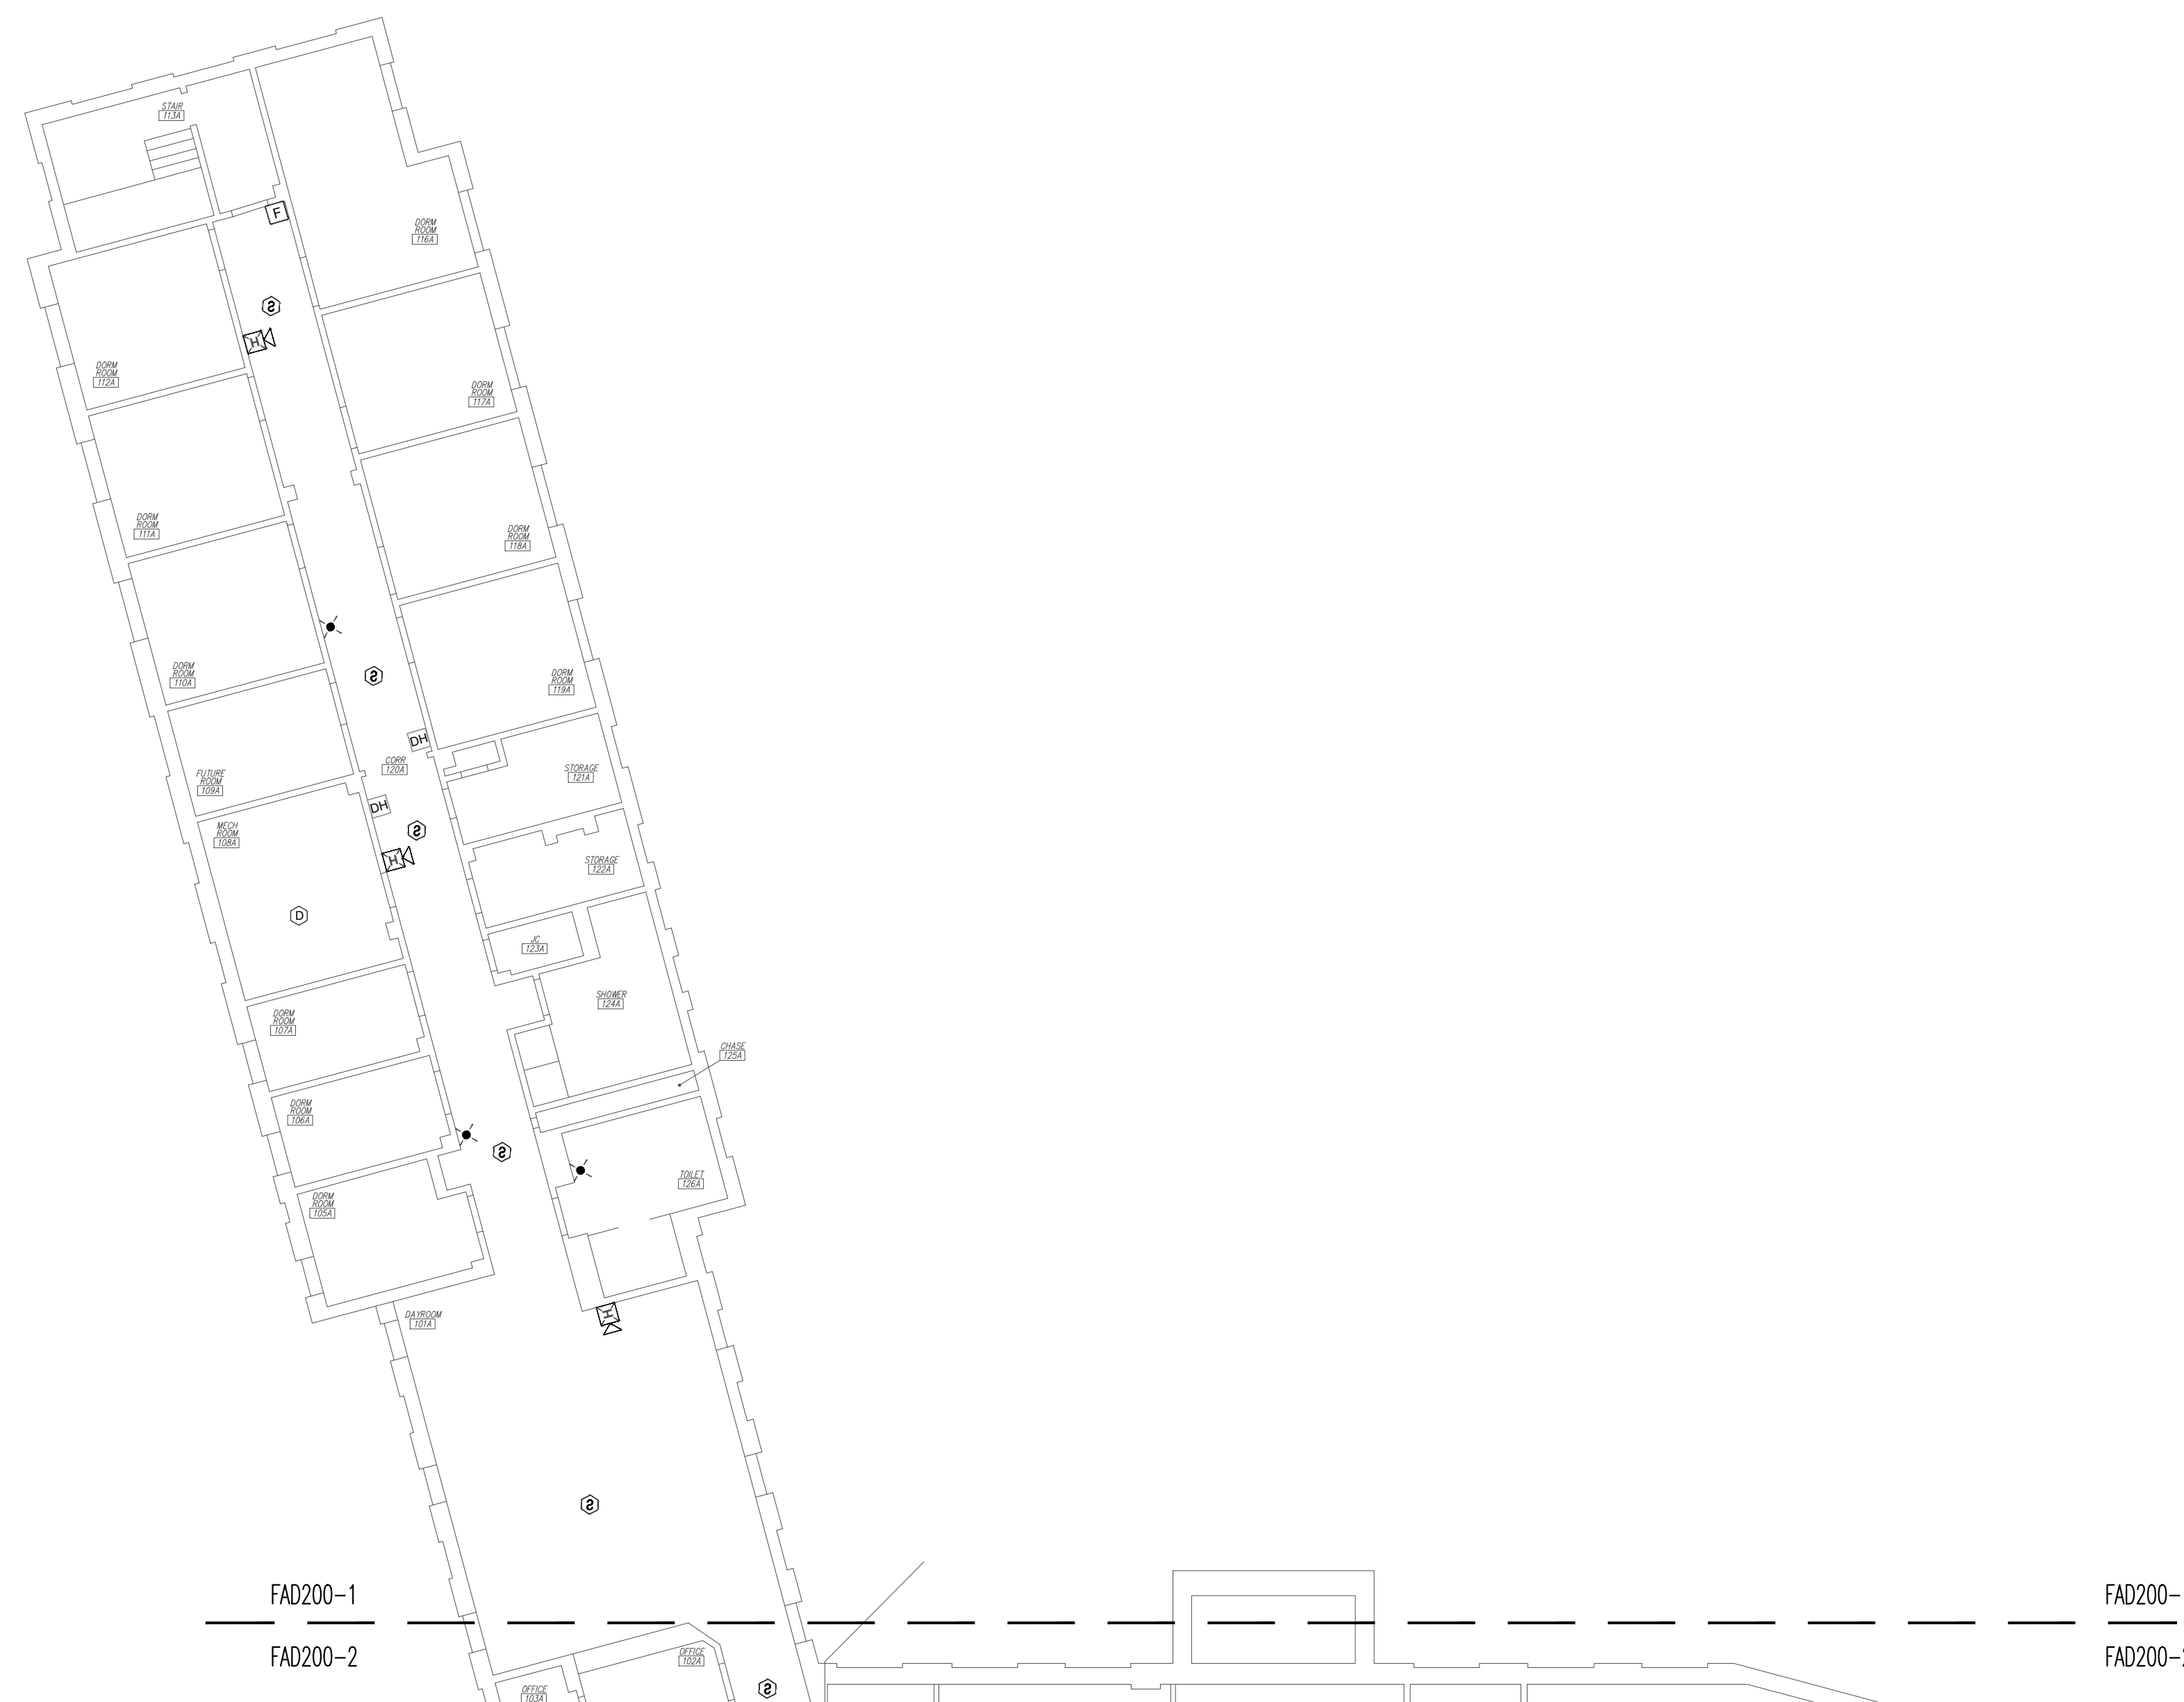 STAIR
113A
F
DORM
ROOM
116A
S
H
DORM
ROOM
112A
DORM
ROOM
117A
DORM
ROOM
111A
DORM
ROOM
118A
DORM
ROOM
110A
S
DORM
ROOM
119A
DH
CORR
120A
FUTURE
ROOM
109A
STORAGE
121A
DH
MECH
ROOM
108A
S
H
STORAGE
122A
D
JC
123A
SHOWER
124A
DORM
ROOM
107A
CHASE
125A
DORM
ROOM
106A
S
TOILET
126A
DORM
ROOM
105A
DAYROOM
101A
H
S
FAD200-1
FAD200-
FAD200-2
FAD200-2
OFFICE
102A
OFFICE
103A
S